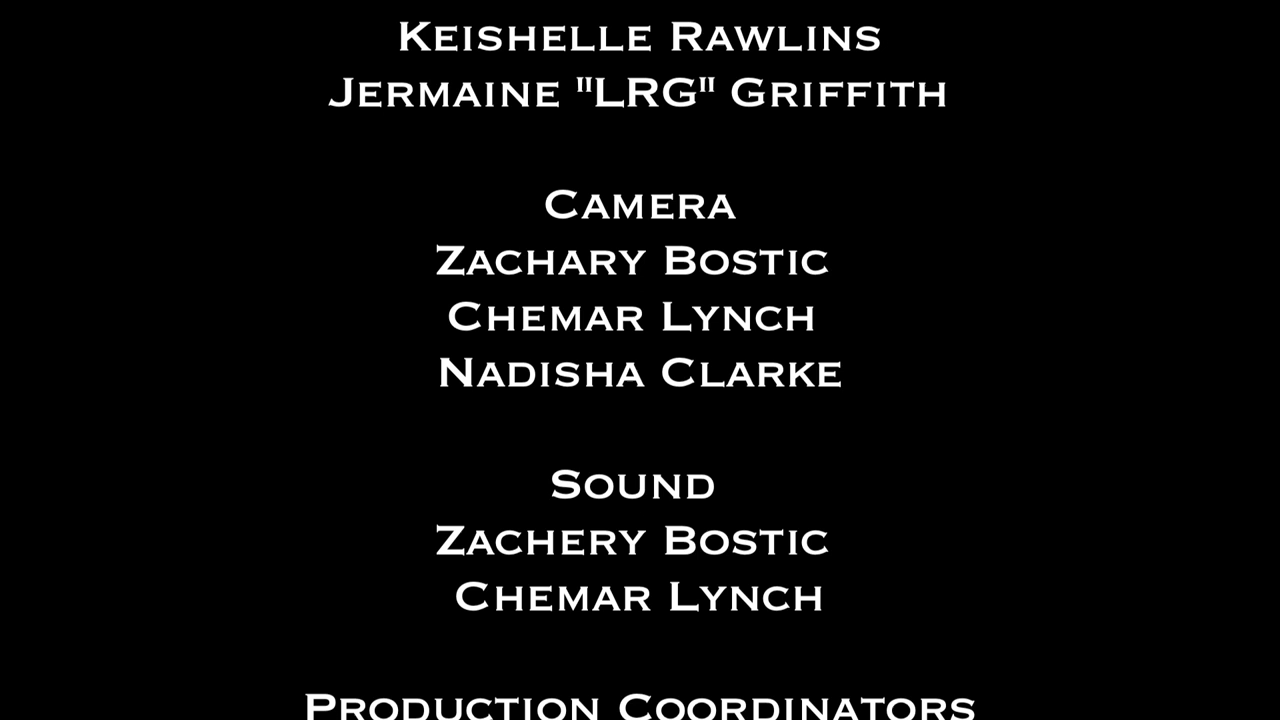 Keishelle Rawlins
Jermaine "LRG" Griffith
Camera
Zachary Bostic
Chemar Lynch
Nadisha Clarke
Sound
Zachery Bostic
Chemar Lynch
Production Coordinators